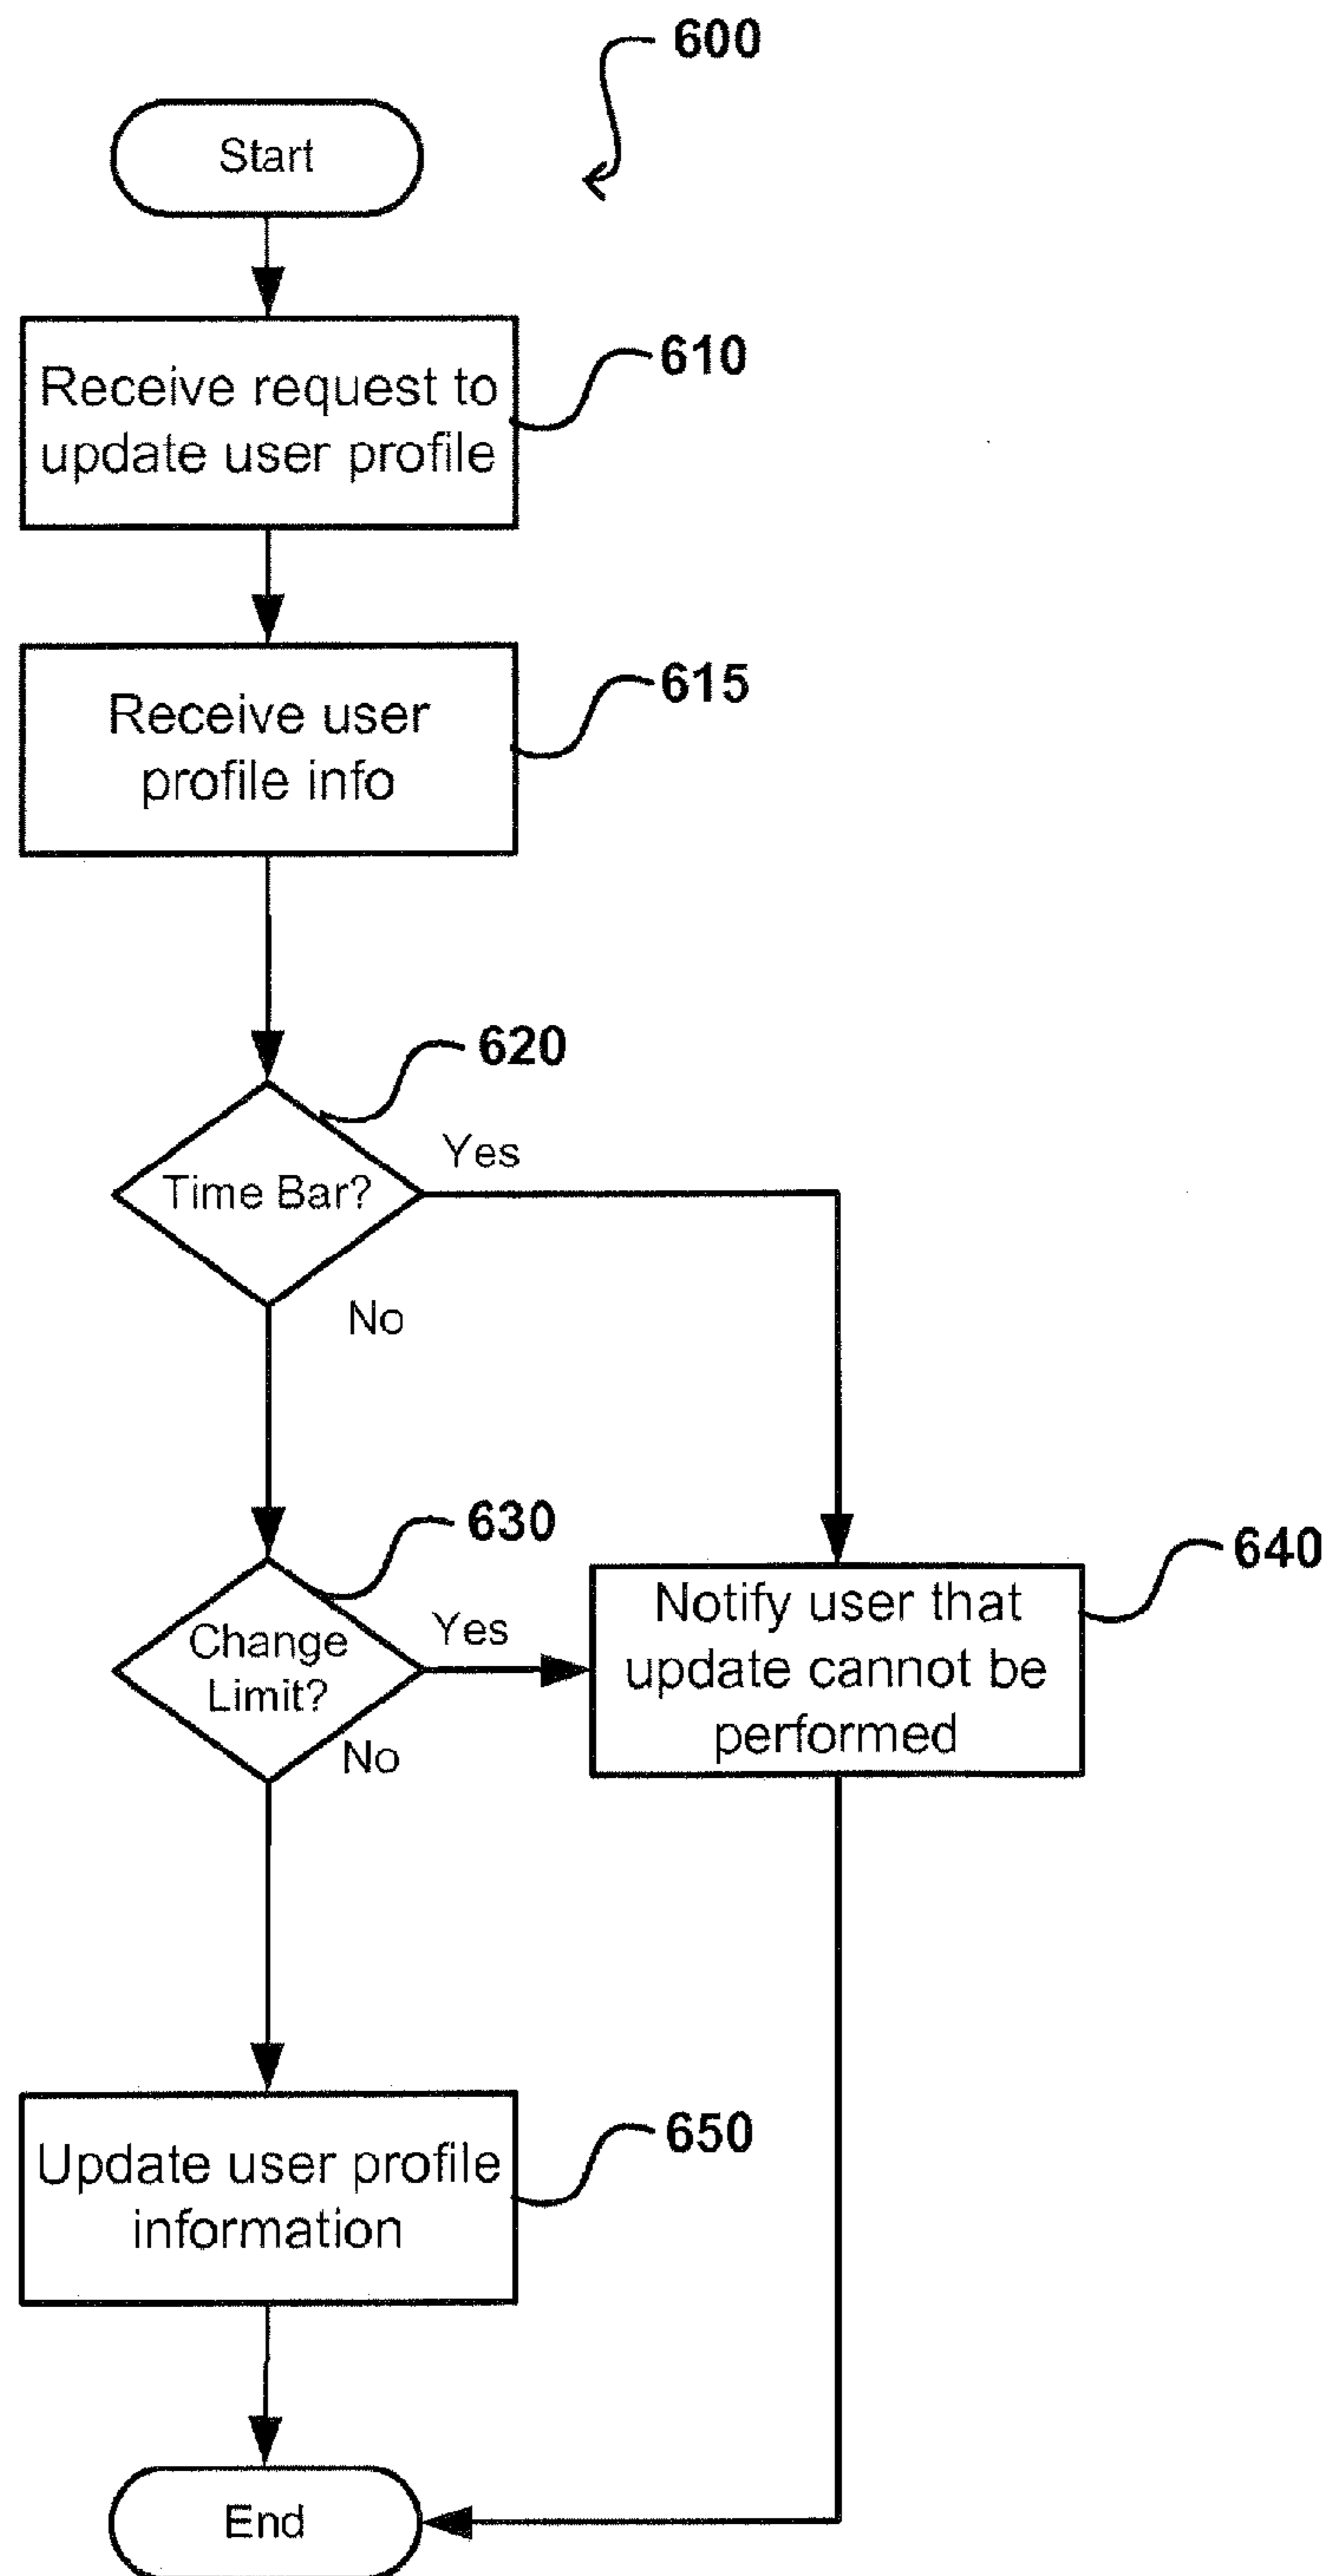 600
Start
Receive request to
update user profile
610
Receive user
profile info
615
620
Time Bar?
Yes
No
630
Change
Limit?
Yes
No
640
Notify user that
update cannot be
performed
Update user profile
information
650
End